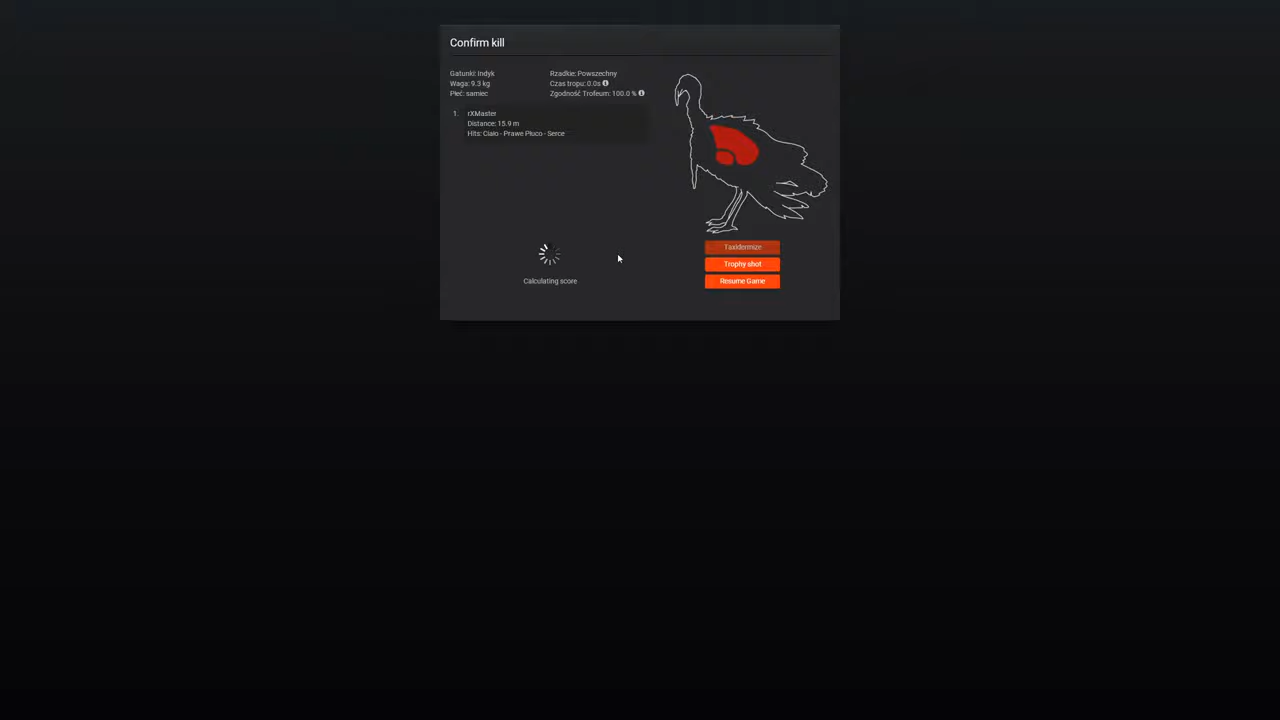 Confirm kill
Gatunki: Indyk
Waga: 9.3 kg
Płeć: samiec
Rzadkie: Powszechny
Czas tropu: 0.0s
Zgodność Trofeum: 100.0 %
1. rXMaster
Distance: 15.9 m
Hits: Ciało - Prawe Płuco - Serce
Calculating score
Taxidermize
Trophy shot
Resume Game